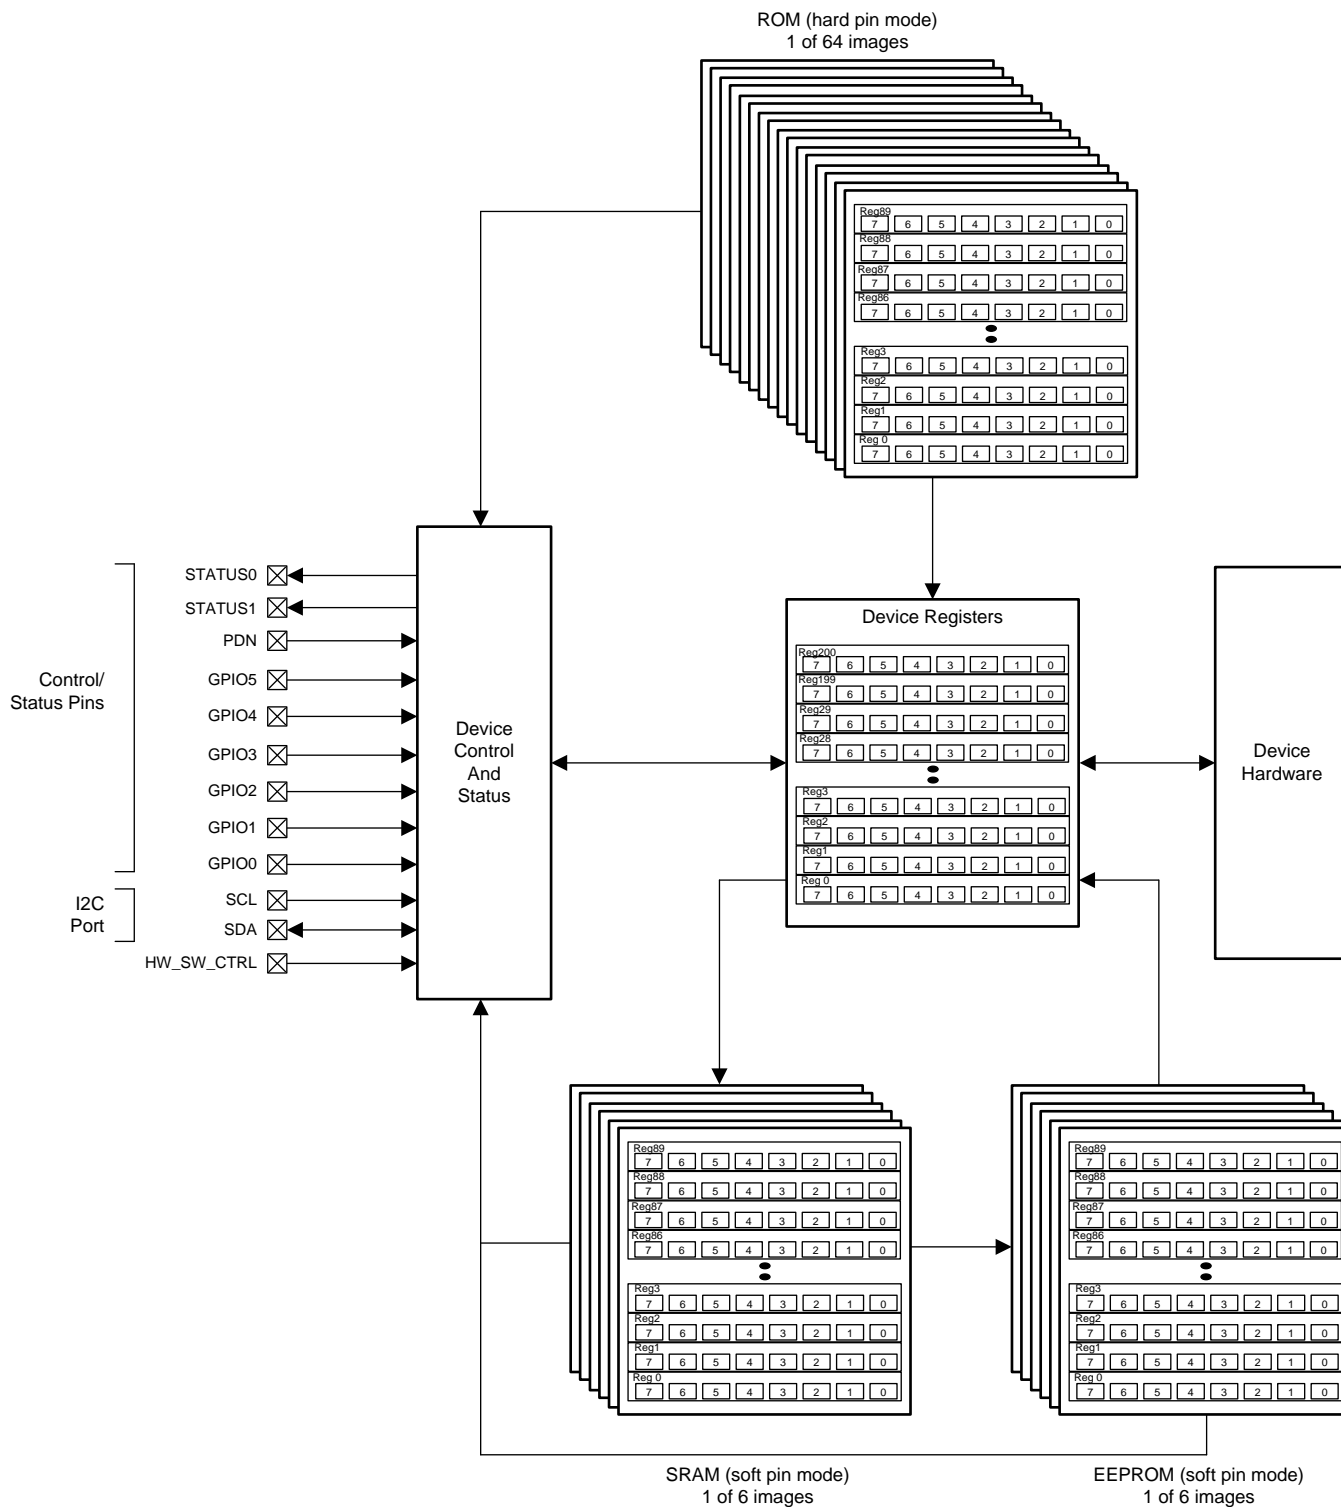 ROM (hard pin mode)
1 of 64 images
Reg89
7 6 5 4 3 2 1 0
Reg88
7 6 5 4 3 2 1 0
Reg87
7 6 5 4 3 2 1 0
Reg86
7 6 5 4 3 2 1 0
Reg3
7 6 5 4 3 2 1 0
Reg2
7 6 5 4 3 2 1 0
Reg1
7 6 5 4 3 2 1 0
Reg 0
7 6 5 4 3 2 1 0
Control/
Status Pins
STATUS0
STATUS1
PDN
GPIO5
GPIO4
GPIO3
GPIO2
GPIO1
GPIO0
I2C
Port
SCL
SDA
HW_SW_CTRL
Device
Control
And
Status
Device Registers
Reg200
7 6 5 4 3 2 1 0
Reg199
7 6 5 4 3 2 1 0
Reg29
7 6 5 4 3 2 1 0
Reg28
7 6 5 4 3 2 1 0
Reg3
7 6 5 4 3 2 1 0
Reg2
7 6 5 4 3 2 1 0
Reg1
7 6 5 4 3 2 1 0
Reg 0
7 6 5 4 3 2 1 0
Device
Hardware
Reg89
7 6 5 4 3 2 1 0
Reg88
7 6 5 4 3 2 1 0
Reg87
7 6 5 4 3 2 1 0
Reg86
7 6 5 4 3 2 1 0
Reg3
7 6 5 4 3 2 1 0
Reg2
7 6 5 4 3 2 1 0
Reg1
7 6 5 4 3 2 1 0
Reg 0
7 6 5 4 3 2 1 0
SRAM (soft pin mode)
1 of 6 images
Reg89
7 6 5 4 3 2 1 0
Reg88
7 6 5 4 3 2 1 0
Reg87
7 6 5 4 3 2 1 0
Reg86
7 6 5 4 3 2 1 0
Reg3
7 6 5 4 3 2 1 0
Reg2
7 6 5 4 3 2 1 0
Reg1
7 6 5 4 3 2 1 0
Reg 0
7 6 5 4 3 2 1 0
EEPROM (soft pin mode)
1 of 6 images